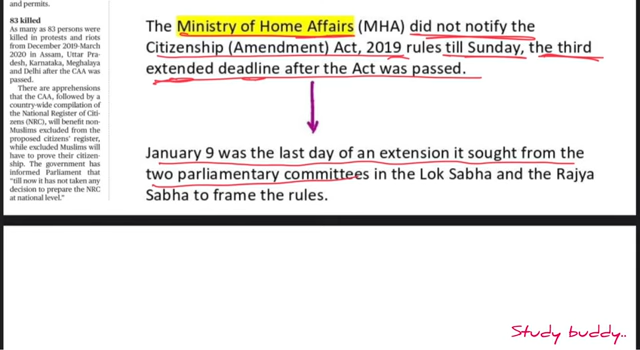 and permits.
83 killed
As many as 83 persons were
killed in protests and riots
from December 2019-March
2020 in Assam, Uttar Pra-
desh, Karnataka, Meghalaya
and Delhi after the CAA was
passed.
There are apprehensions
that the CAA, followed by a
country-wide compilation of
the National Register of Citi-
zens (NRC), will benefit non-
Muslims excluded from the
proposed citizens' register,
while excluded Muslims will
have to prove their citizen-
ship. The government has
informed Parliament that
"till now it has not taken any
decision to prepare the NRC
at national level."
The Ministry of Home Affairs (MHA) did not notify the
Citizenship (Amendment) Act, 2019 rules till Sunday, the third
extended deadline after the Act was passed.
January 9 was the last day of an extension it sought from the
two parliamentary committees in the Lok Sabha and the Rajya
Sabha to frame the rules.
Study buddy..